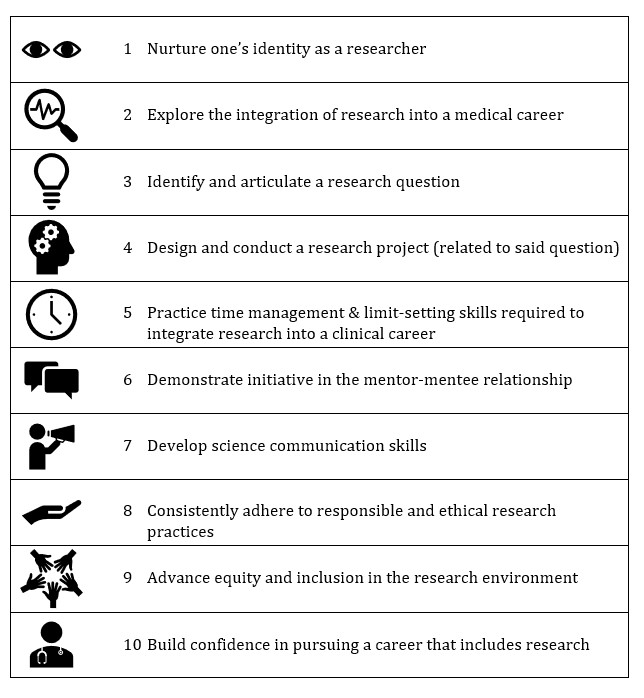 1 Nurture one’s identity as a researcher
2 Explore the integration of research into a medical career
3 Identify and articulate a research question
4 Design and conduct a research project (related to said question)
5 Practice time management & limit-setting skills required to
integrate research into a clinical career
6 Demonstrate initiative in the mentor-mentee relationship
7 Develop science communication skills
8 Consistently adhere to responsible and ethical research
practices
9 Advance equity and inclusion in the research environment
10 Build confidence in pursuing a career that includes research